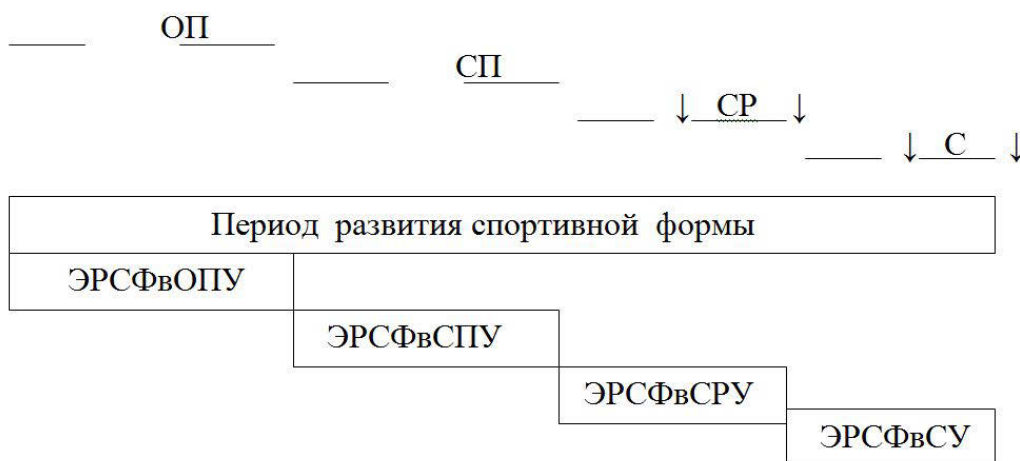 ОП
СП
↓ СР ↓
↓ С ↓
Период развития спортивной формы
ЭРСФвОПУ
ЭРСФвСПУ
ЭРСФвСРУ
ЭРСФвСУ